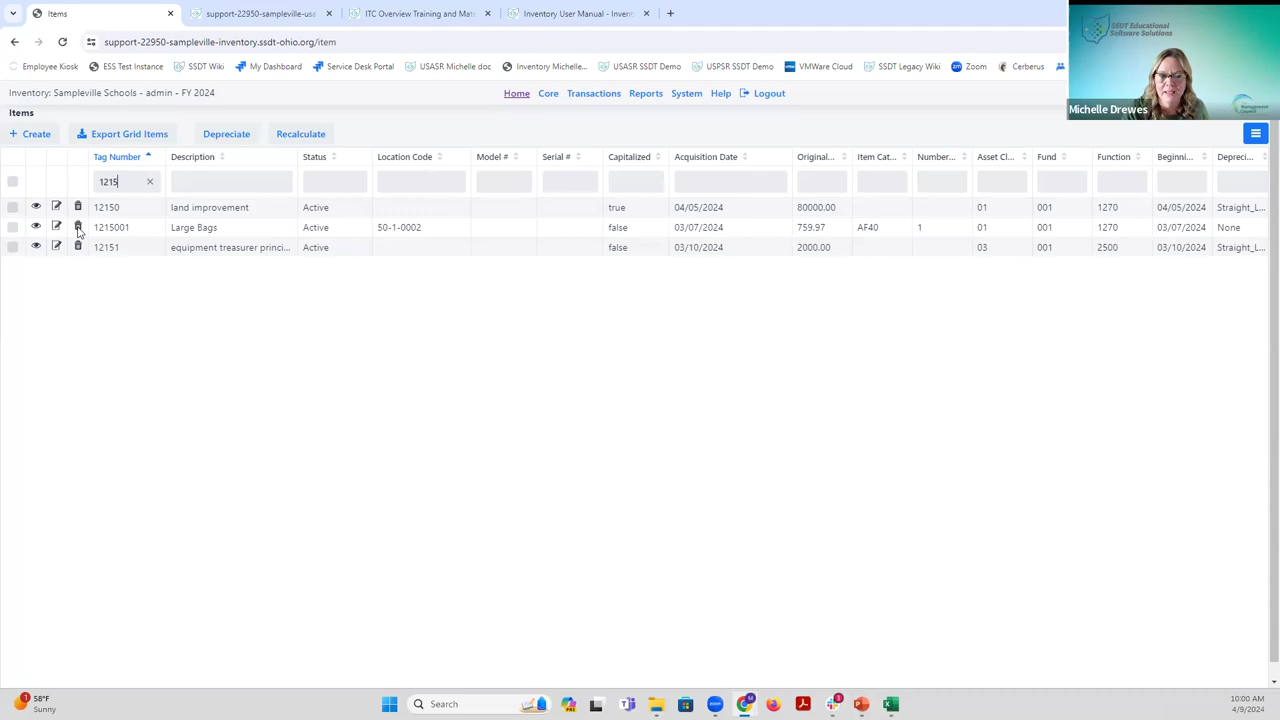 Items
support-22950-sampleville-usa
ITC Overview Training and Mate
Inventory User Manual - Invent
support-22950-sampleville-inventory.ssdt-ohio.org/item
Employee Kiosk ESS Test Instance SSDT Wiki My Dashboard Service Desk Portal USASR Michelle doc Inventory Michelle... USASR SSDT Demo USPSR SSDT Demo VMWare Cloud SSDT Legacy Wiki Zoom Cerberus
SSDT Educational
Software Solutions
Michelle Drewes
Inventory: Sampleville Schools - admin - FY 2024 Home Core Transactions Reports System Help Logout
Items
Create Export Grid Items Depreciate Recalculate
Tag Number Description Status Location Code Model # Serial # Capitalized Acquisition Date Original... Item Cat... Number... Asset Cl... Fund Function Beginni... Depreci...
1215
12150 land improvement Active true 04/05/2024 80000.00 01 001 1270 04/05/2024 Straight_L...
1215001 Large Bags Active 50-1-0002 false 03/07/2024 759.97 AF40 1 01 001 1270 03/07/2024 None
12151 equipment treasurer princi... Active false 03/10/2024 2000.00 03 001 2500 03/10/2024 Straight_L...
1
58°F
Sunny
Search
3
10:00 AM
4/9/2024